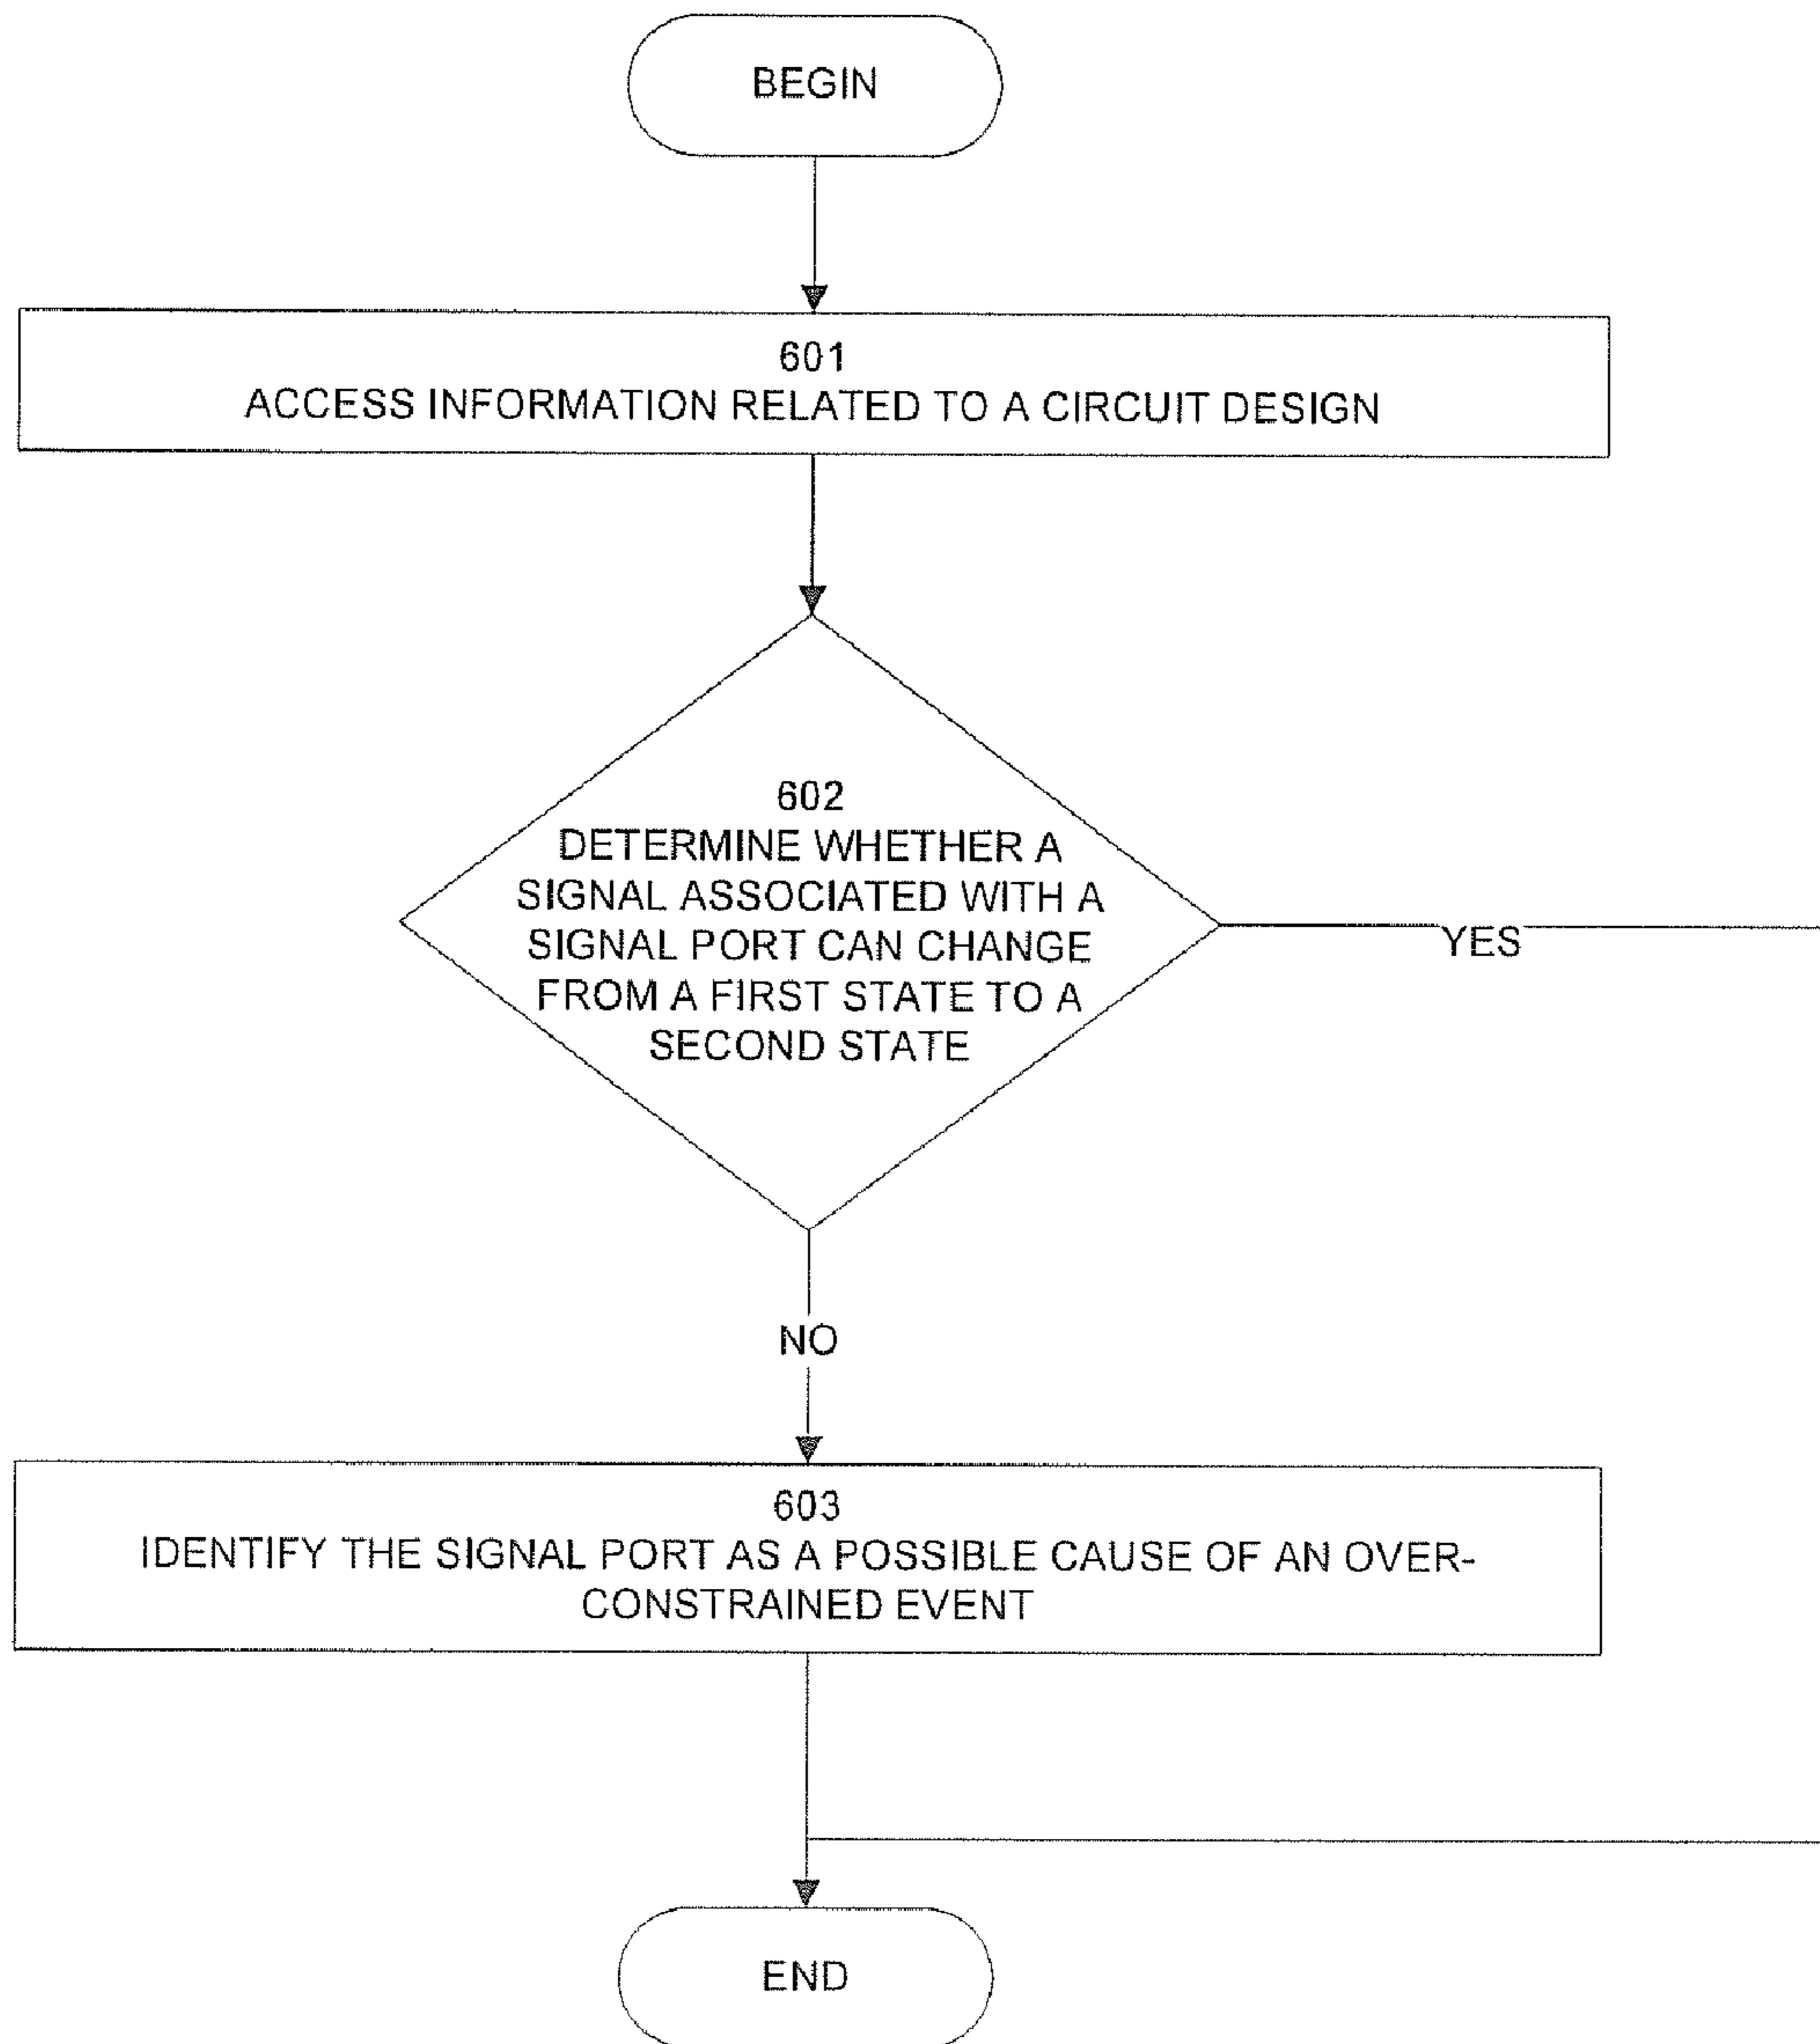 BEGIN
601
ACCESS INFORMATION RELATED TO A CIRCUIT DESIGN
602
DETERMINE WHETHER A
SIGNAL ASSOCIATED WITH A
SIGNAL PORT CAN CHANGE
FROM A FIRST STATE TO A
SECOND STATE
YES
NO
603
IDENTIFY THE SIGNAL PORT AS A POSSIBLE CAUSE OF AN OVER-
CONSTRAINED EVENT
END